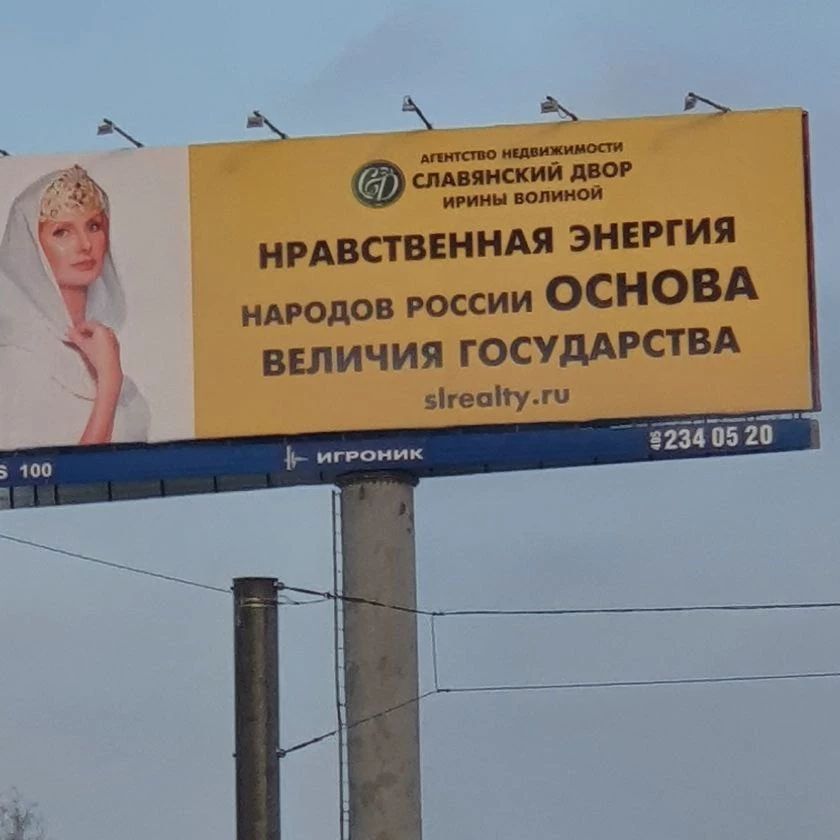 АГЕНТСТВО НЕДВИЖИМОСТИ
СЛАВЯНСКИЙ ДВОР
ИРИНЫ ВОЛИНОЙ
НРАВСТВЕННАЯ ЭНЕРГИЯ
НАРОДОВ РОССИИ ОСНОВА
ВЕЛИЧИЯ ГОСУДАРСТВА
slrealty.ru
S 100
ИГРОНИК
495 234 05 20